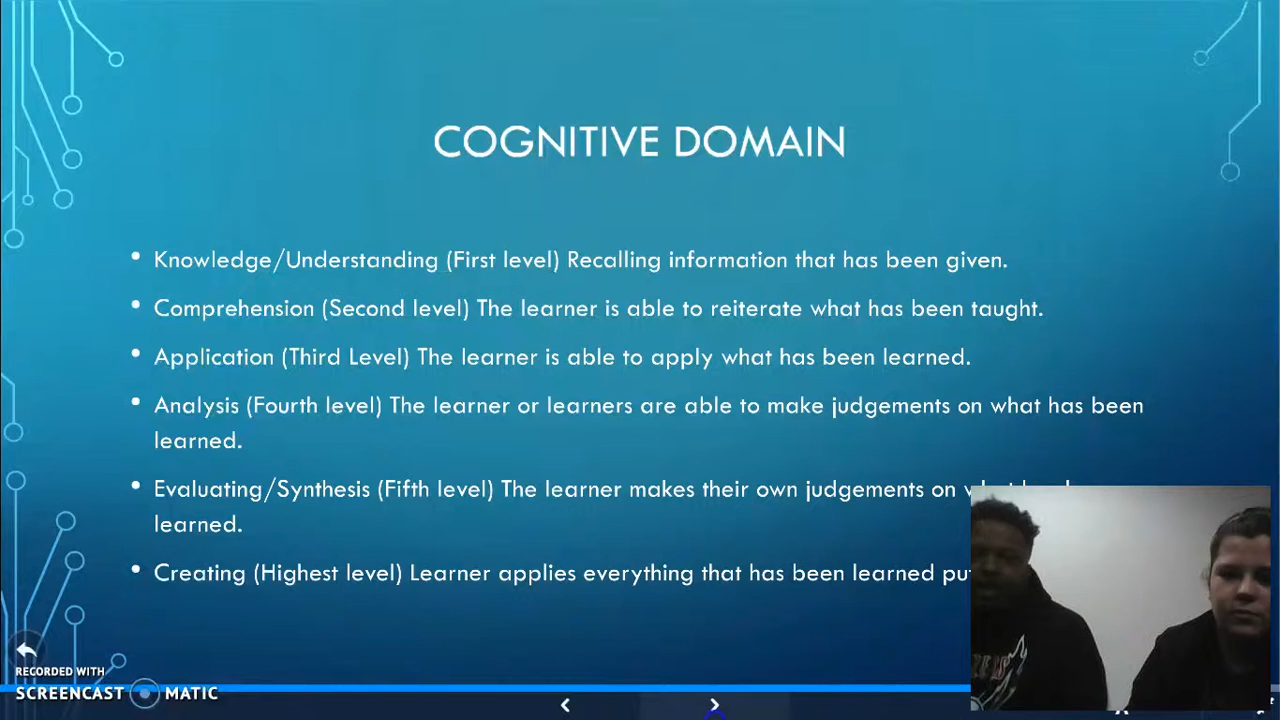 COGNITIVE DOMAIN
• Knowledge/Understanding (First level) Recalling information that has been given.
• Comprehension (Second level) The learner is able to reiterate what has been taught.
• Application (Third Level) The learner is able to apply what has been learned.
• Analysis (Fourth level) The learner or learners are able to make judgements on what has been
learned.
• Evaluating/Synthesis (Fifth level) The learner makes their own judgements on
learned.
• Creating (Highest level) Learner applies everything that has been learned
RECORDED WITH
SCREENCAST MATIC